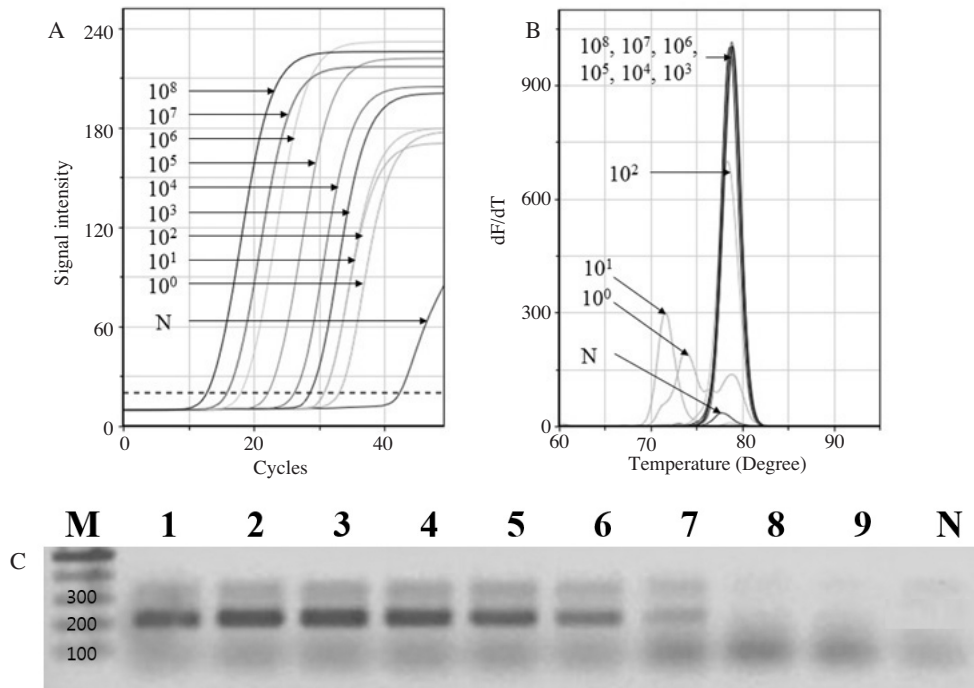 A
240
180
120
60
0
Signal intensity
10⁸
10⁷
10⁶
10⁵
10⁴
10³
10²
10¹
10⁰
N
0 20 40
Cycles
B
900
600
300
0
dF/dT
10⁸, 10⁷, 10⁶,
10⁵, 10⁴, 10³
10²
10¹
10⁰
N
60 70 80 90
Temperature (Degree)
M 1 2 3 4 5 6 7 8 9 N
C
300
200
100